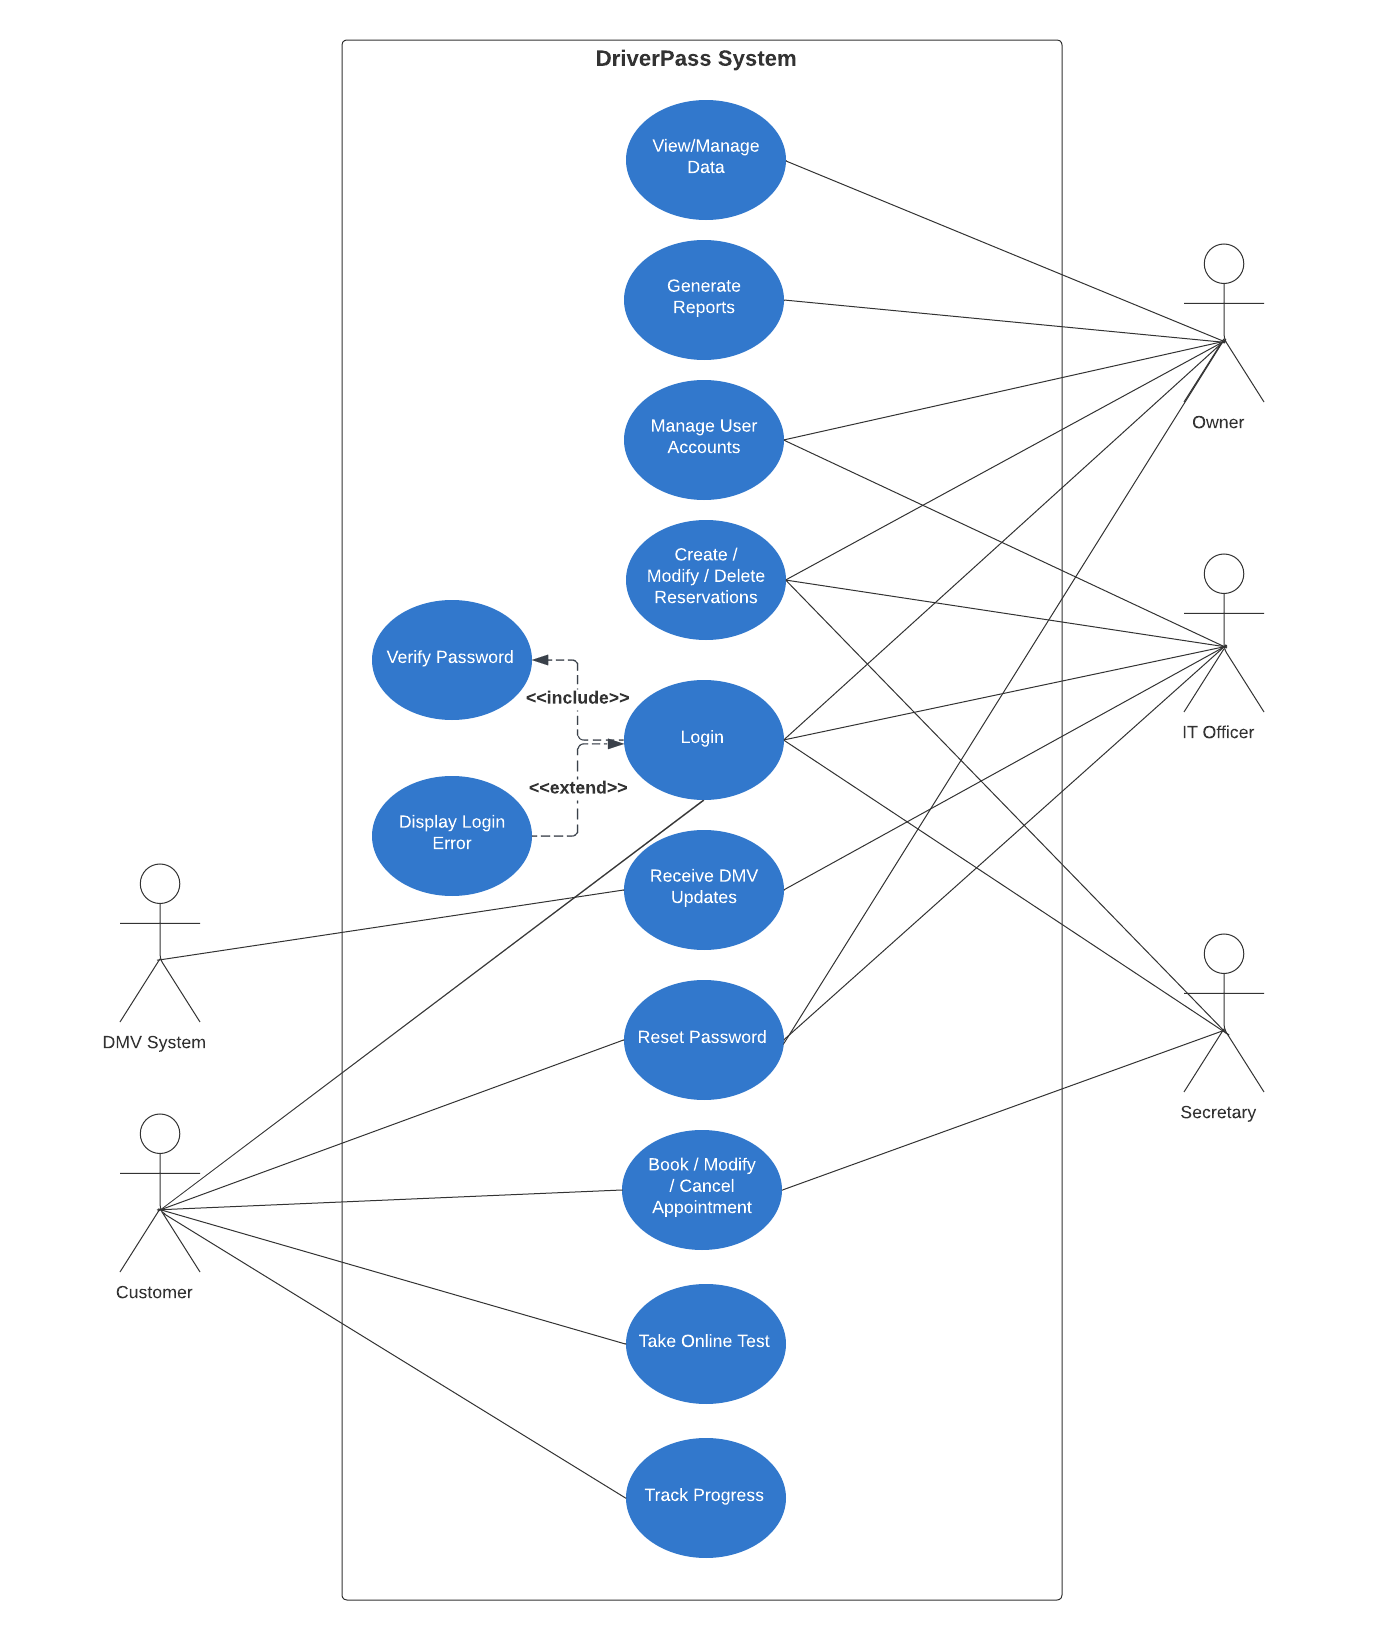 DriverPass System
View/Manage
Data
Generate
Reports
Owner
Manage User
Accounts
Create /
Modify / Delete
Reservations
Verify Password
<<include>>
Login
IT Officer
<<extend>>
Display Login
Error
Receive DMV
Updates
DMV System
Reset Password
Secretary
Book / Modify
/ Cancel
Appointment
Customer
Take Online Test
Track Progress